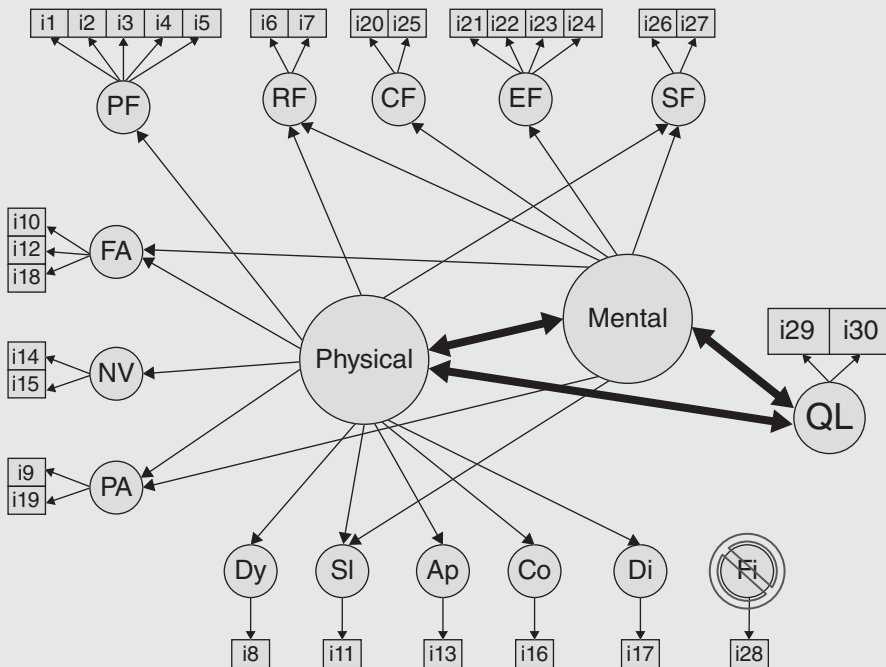 i1 i2 i3 i4 i5 i6 i7 i20 i25 i21 i22 i23 i24 i26 i27
PF RF CF EF SF
i10
i12
i18
FA
Mental
i29 i30
i14
i15
NV
Physical
QL
i9
i19
PA
Dy Sl Ap Co Di Fi
i8 i11 i13 i16 i17 i28